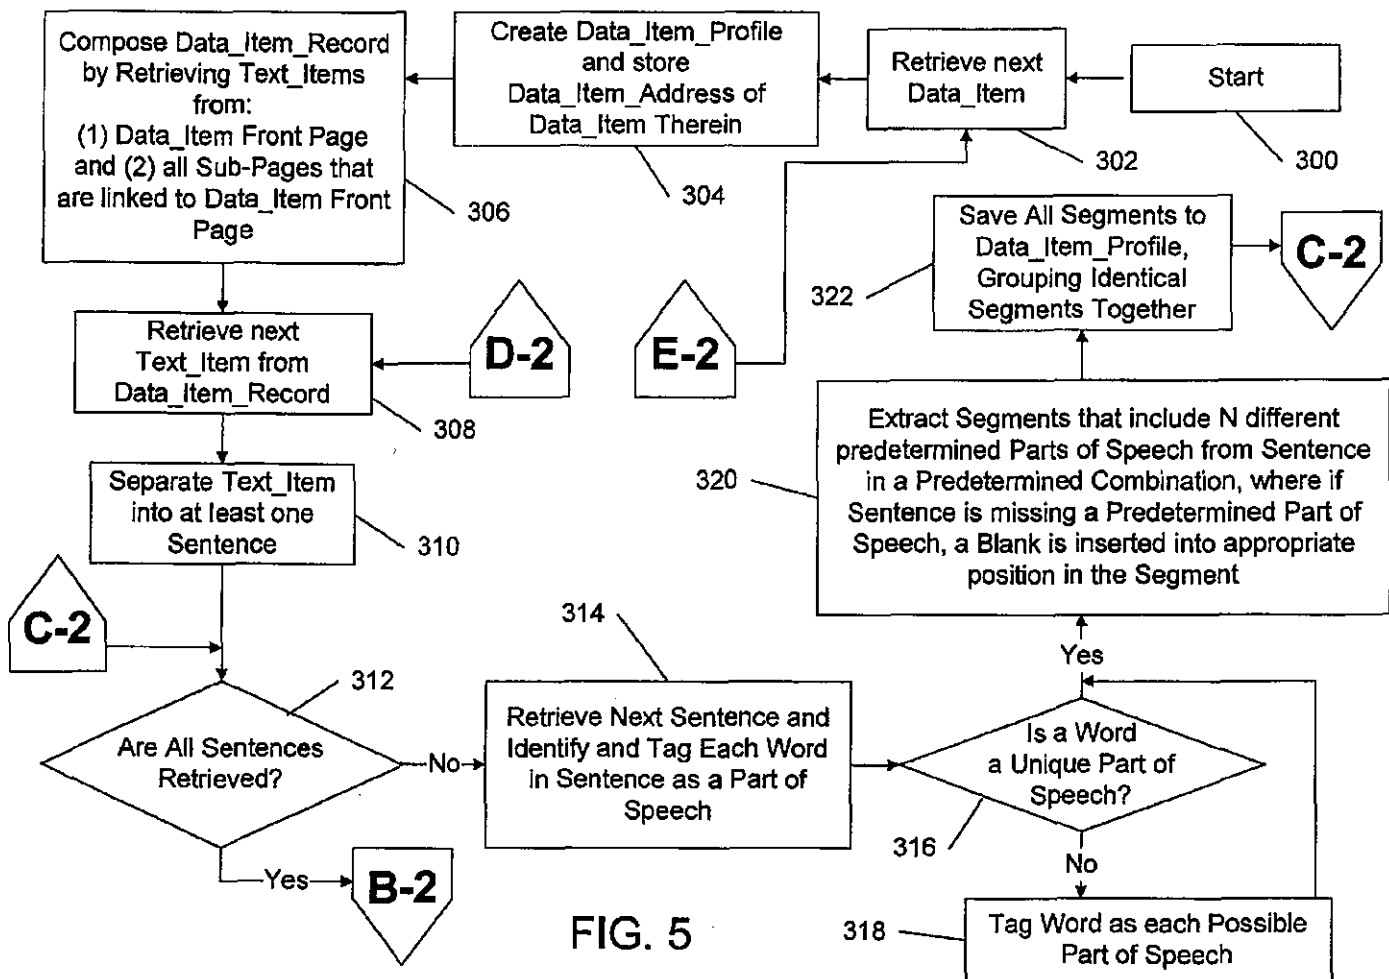 Start
300
Retrieve next
Data_Item
302
Create Data_Item_Profile
and store
Data_Item_Address of
Data_Item Therein
304
Compose Data_Item_Record
by Retrieving Text_Items
from:
(1) Data_Item Front Page
and (2) all Sub-Pages that
are linked to Data_Item Front
Page
306
Retrieve next
Text_Item from
Data_Item_Record
308
D-2
E-2
Separate Text_Item
into at least one
Sentence
310
C-2
Are All Sentences
Retrieved?
312
Yes
B-2
No
Retrieve Next Sentence and
Identify and Tag Each Word
in Sentence as a Part of
Speech
314
Is a Word
a Unique Part of
Speech?
316
No
Tag Word as each Possible
Part of Speech
318
Yes
Extract Segments that include N different
predetermined Parts of Speech from Sentence
in a Predetermined Combination, where if
Sentence is missing a Predetermined Part of
Speech, a Blank is inserted into appropriate
position in the Segment
320
Save All Segments to
Data_Item_Profile,
Grouping Identical
Segments Together
322
C-2
FIG. 5